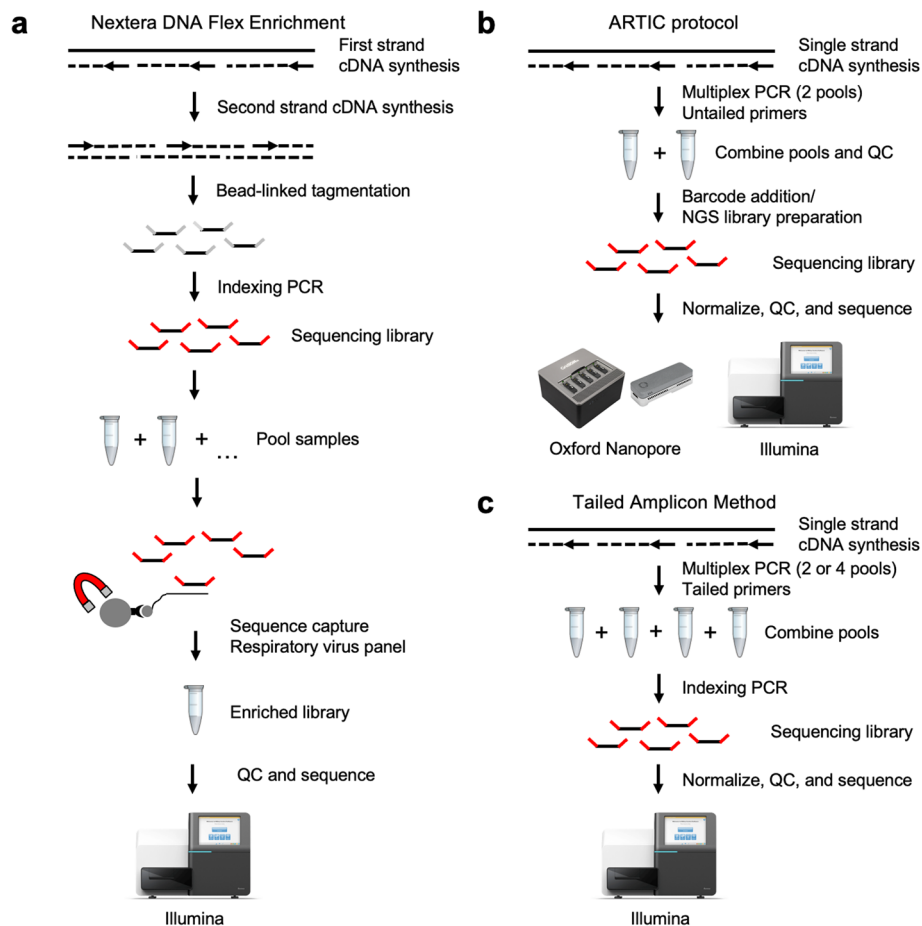 a
Nextera DNA Flex Enrichment
First strand
cDNA synthesis
Second strand cDNA synthesis
Bead-linked tagmentation
Indexing PCR
Sequencing library
+
+
...
Pool samples
Sequence capture
Respiratory virus panel
Enriched library
QC and sequence
Illumina
b
ARTIC protocol
Single strand
cDNA synthesis
Multiplex PCR (2 pools)
Untailed primers
+
Combine pools and QC
Barcode addition/
NGS library preparation
Sequencing library
Normalize, QC, and sequence
Oxford Nanopore
Illumina
c
Tailed Amplicon Method
Single strand
cDNA synthesis
Multiplex PCR (2 or 4 pools)
Tailed primers
+ + +
Combine pools
Indexing PCR
Sequencing library
Normalize, QC, and sequence
Illumina